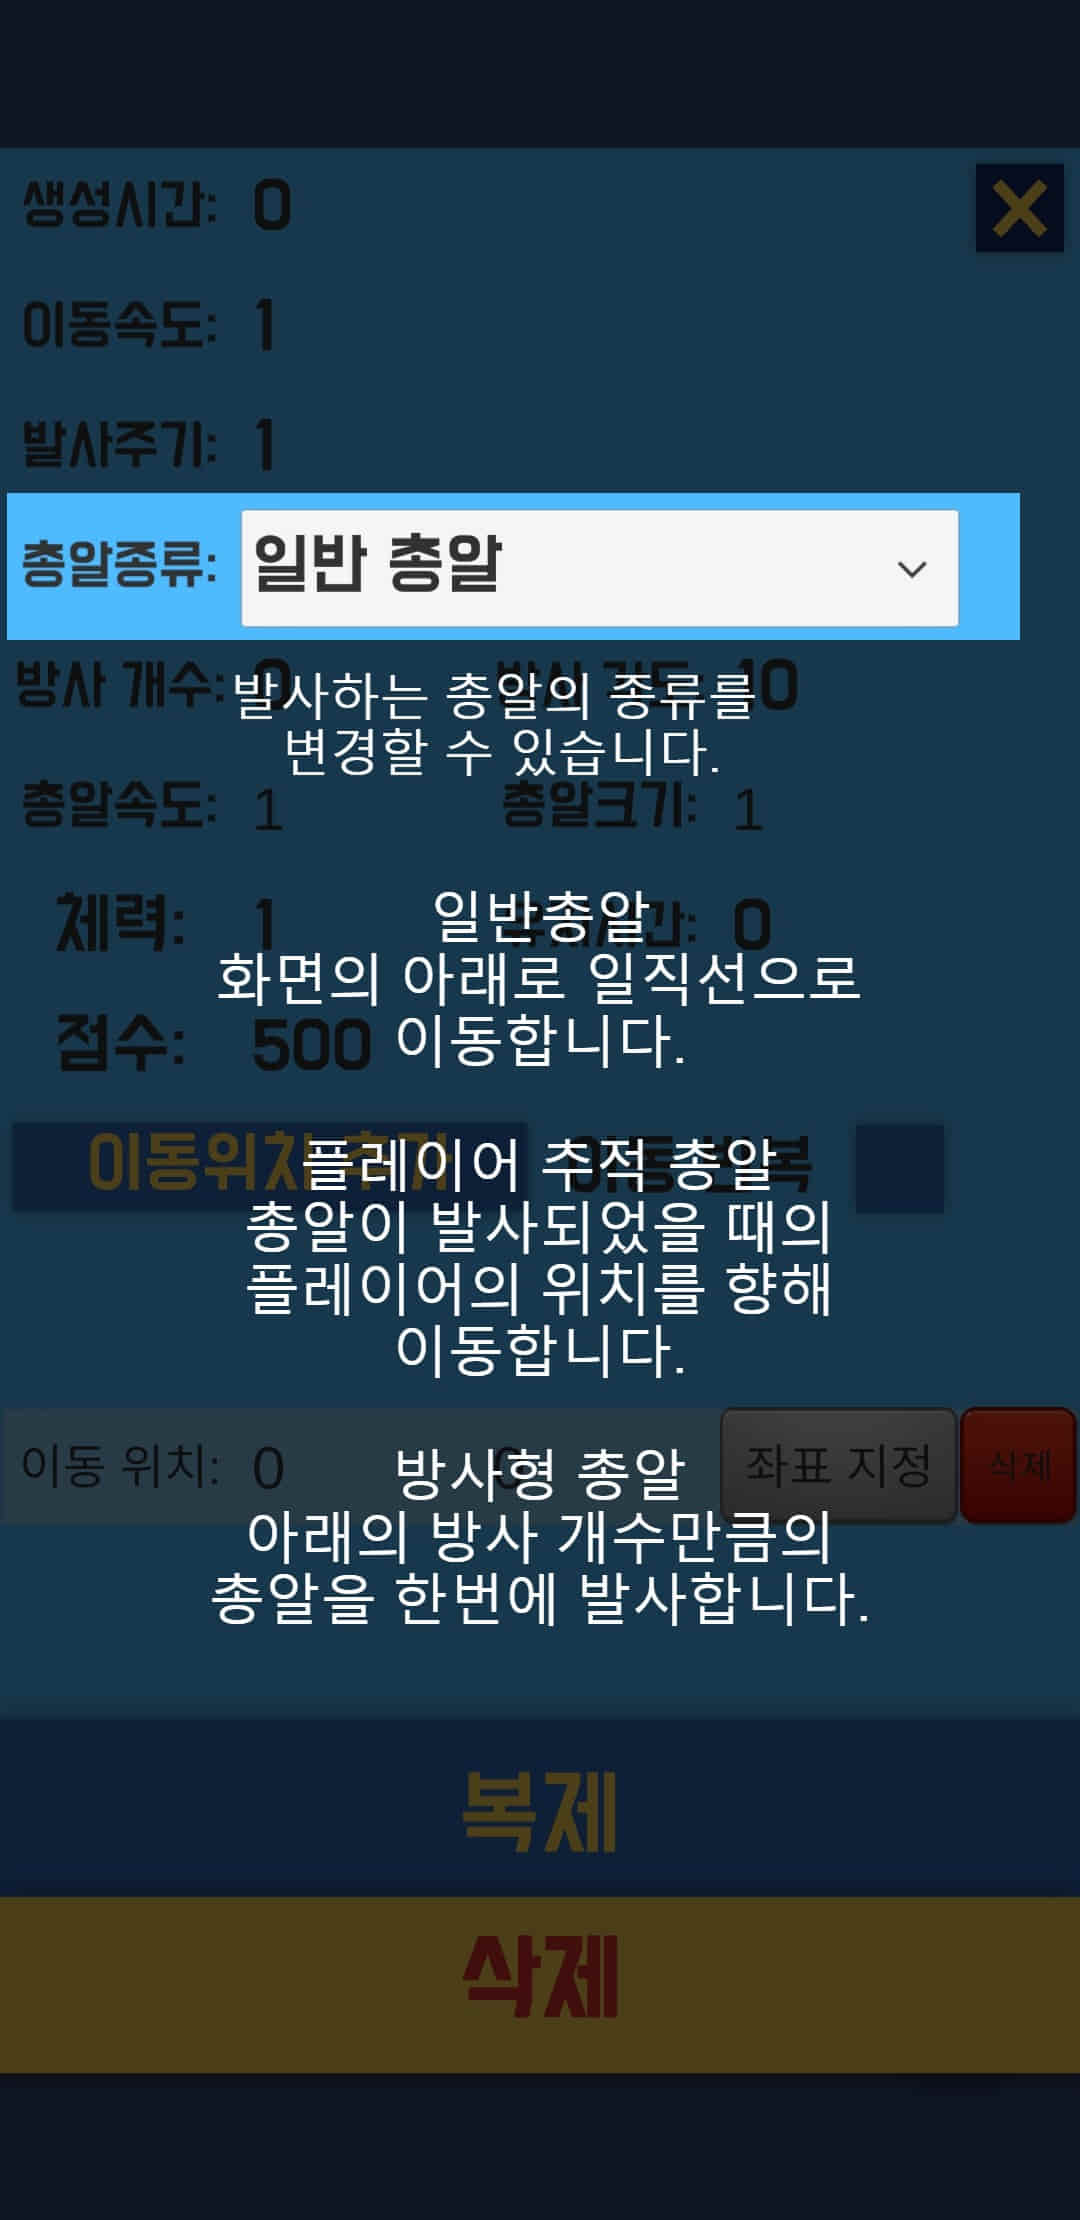 생성시간: 0
이동속도: 1
발사주기: 1
총알종류: 일반 총알
방사 개수: 0 방사 각도: 10
발사하는 총알의 종류를
변경할 수 있습니다.
총알속도: 1 총알크기: 1
체력: 1 유지시간: 0
일반총알
화면의 아래로 일직선으로
이동합니다.
점수: 500
이동위치 추가 이동 반복
플레이어 추적 총알
총알이 발사되었을 때의
플레이어의 위치를 향해
이동합니다.
이동 위치: 0 0 좌표 지정 삭제
방사형 총알
아래의 방사 개수만큼의
총알을 한번에 발사합니다.
복제
삭제